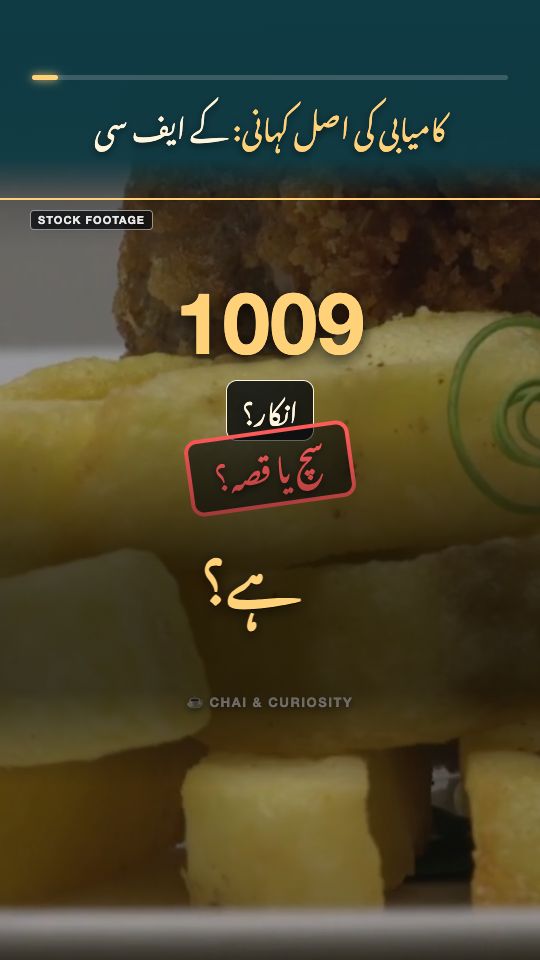 کامیابی کی اصل کہانی: کے ایف سی
STOCK FOOTAGE
1009
انکار؟
سچ یا قصہ؟
ہے؟
CHAI & CURIOSITY